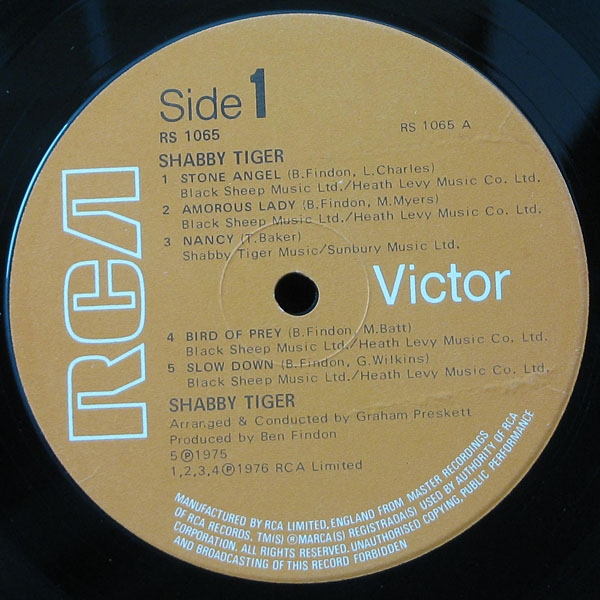 Side 1
RS 1065
RS 1065 A
SHABBY TIGER
1 STONE ANGEL (B.Findon, L.Charles)
Black Sheep Music Ltd./Heath Levy Music Co. Ltd.
2 AMOROUS LADY (B.Findon, M.Myers)
Black Sheep Music Ltd./Heath Levy Music Co. Ltd.
3 NANCY (T.Baker)
Shabby Tiger Music/Sunbury Music Ltd.
RCA
Victor
4 BIRD OF PREY (B.Findon, M.Batt)
Black Sheep Music Ltd./Heath Levy Music Co. Ltd.
5 SLOW DOWN (B.Findon, G.Wilkins)
Black Sheep Music Ltd./Heath Levy Music Co. Ltd.
SHABBY TIGER
Arranged & Conducted by Graham Preskett
Produced by Ben Findon
5 ℗ 1975
1,2,3,4 ℗ 1976 RCA Limited
MANUFACTURED BY RCA LIMITED, ENGLAND FROM MASTER RECORDINGS
OF RCA RECORDS. TM(S) ® MARCA(S) REGISTRADA(S) USED BY AUTHORITY OF RCA
CORPORATION. ALL RIGHTS RESERVED. UNAUTHORISED COPYING, PUBLIC PERFORMANCE
AND BROADCASTING OF THIS RECORD FORBIDDEN